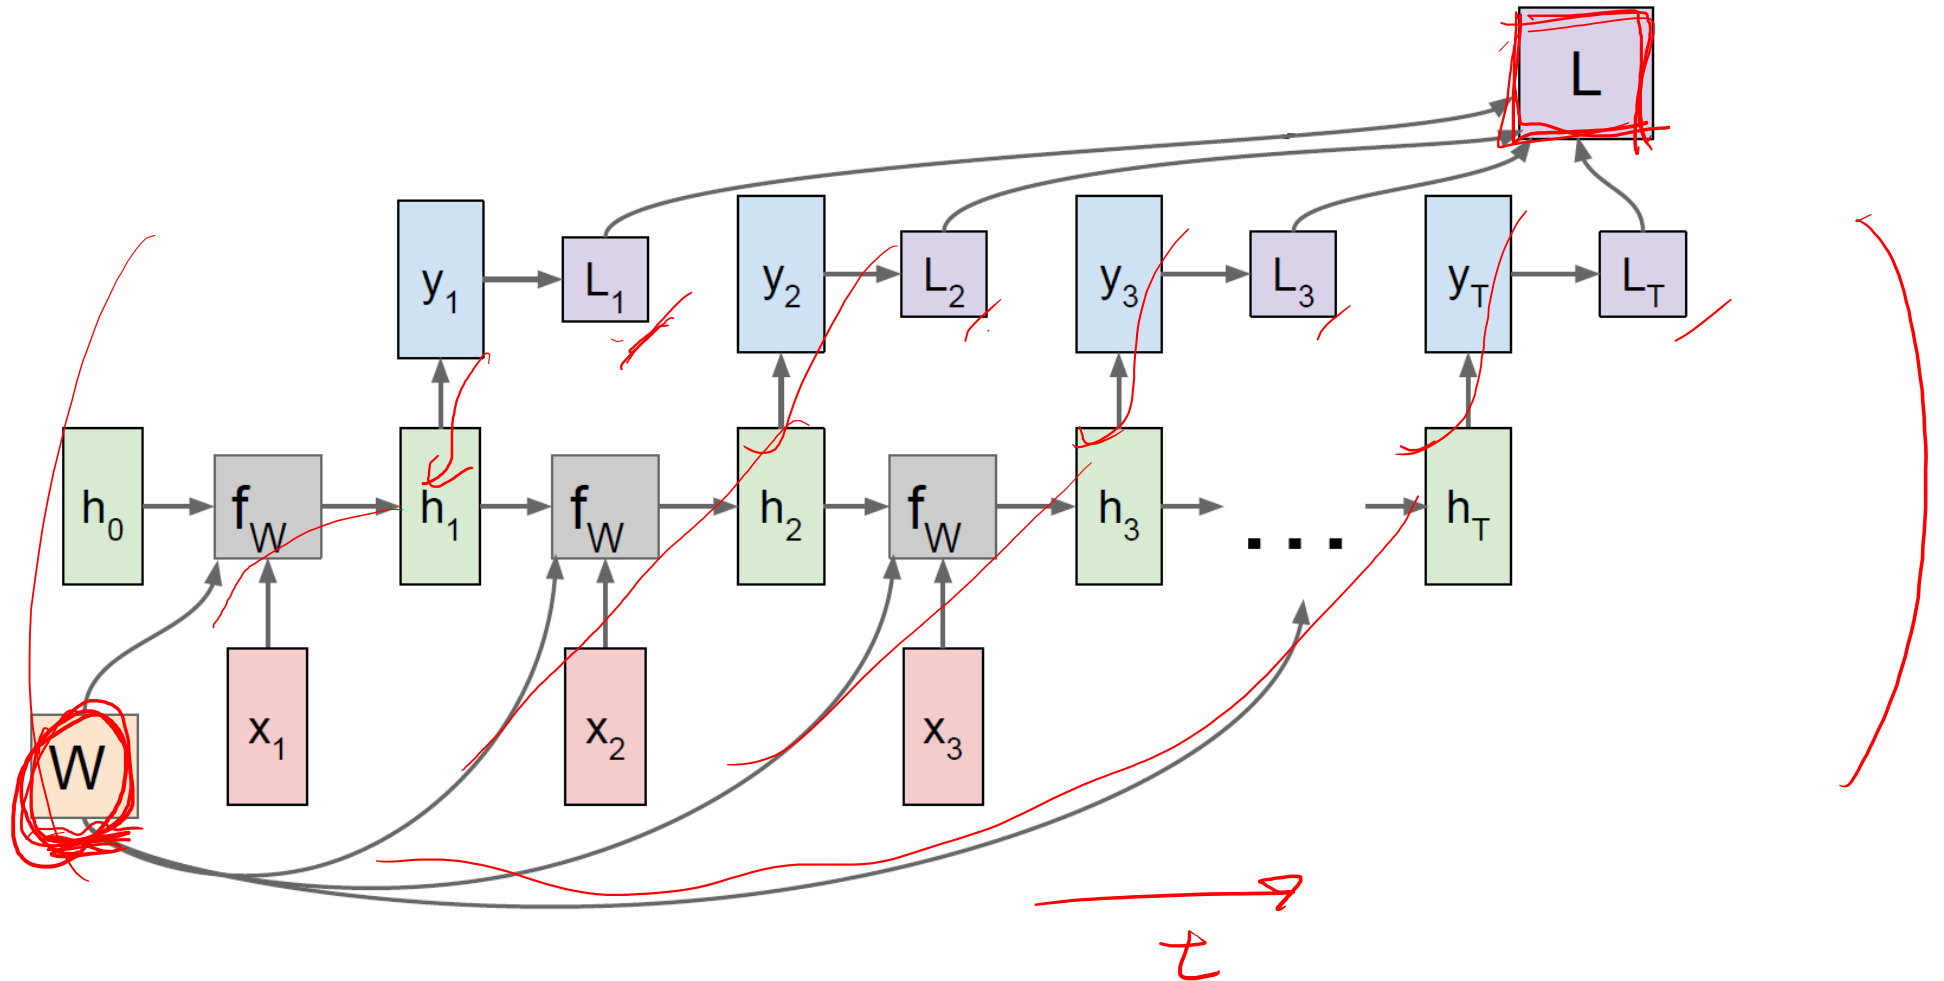 L
y1 L1 y2 L2 y3 L3 yT LT
h0 fW h1 fW h2 fW h3 ... hT
W x1 x2 x3
t